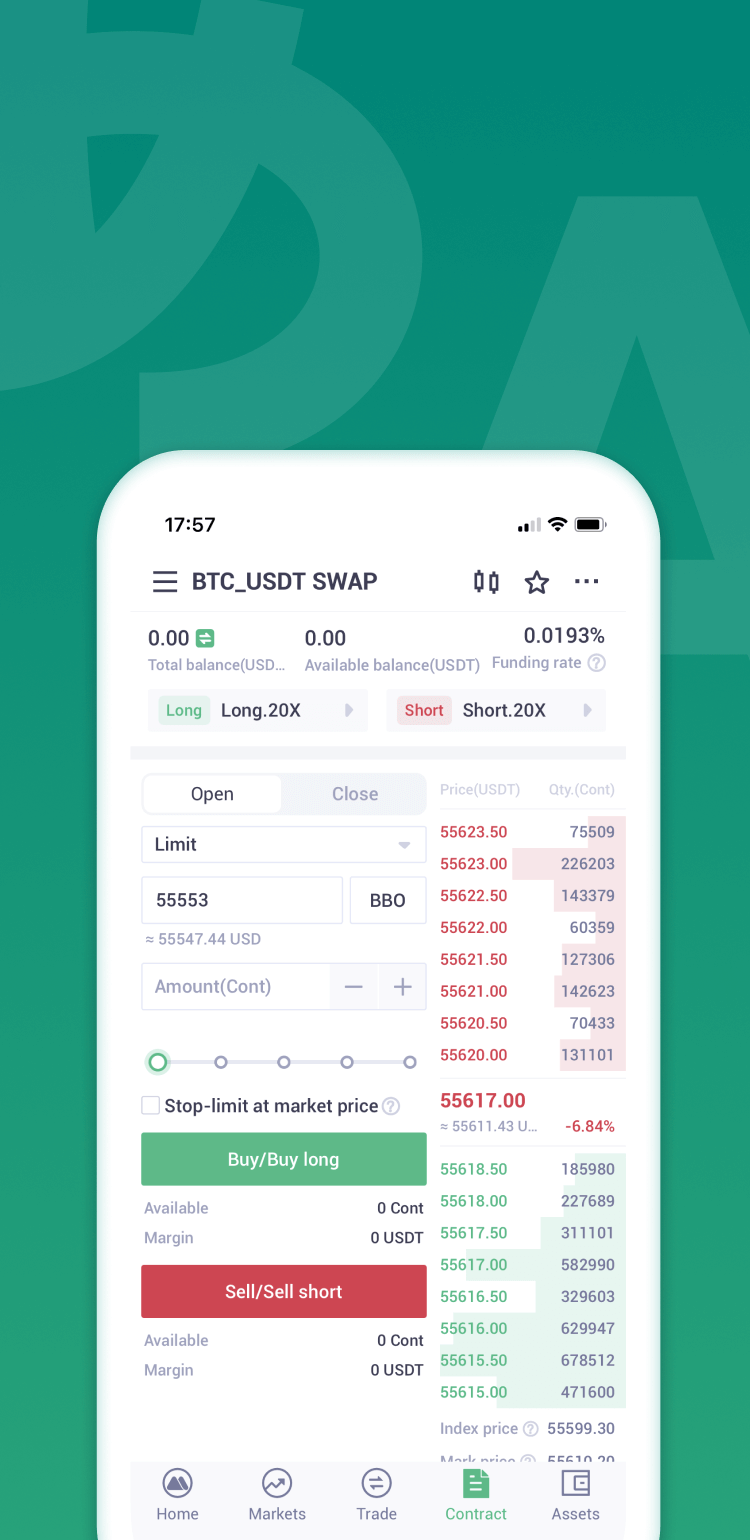 17:57
BTC_USDT SWAP
0.00 0.00 0.0193%
Total balance(USD... Available balance(USDT) Funding rate ?
Long Long.20X Short Short.20X
Open Close
Limit
55553 BBO
≈ 55547.44 USD
Amount(Cont) — +
Stop-limit at market price ?
Buy/Buy long
Available 0 Cont
Margin 0 USDT
Sell/Sell short
Available 0 Cont
Margin 0 USDT
Price(USDT) Qty.(Cont)
55623.50 75509
55623.00 226203
55622.50 143379
55622.00 60359
55621.50 127306
55621.00 142623
55620.50 70433
55620.00 131101
55617.00
≈ 55611.43 U... -6.84%
55618.50 185980
55618.00 227689
55617.50 311101
55617.00 582990
55616.50 329603
55616.00 629947
55615.50 678512
55615.00 471600
Index price ? 55599.30
Mark price ? 55610.20
Home Markets Trade Contract Assets